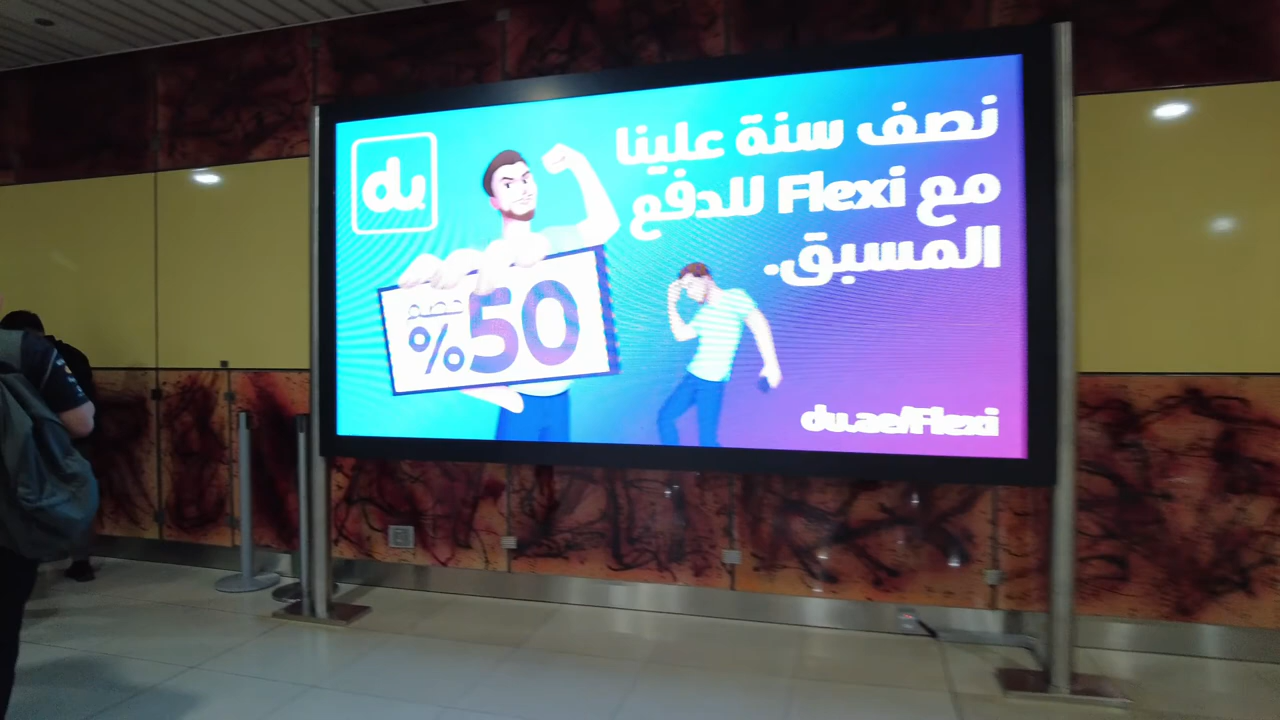 du
نصف سنة علينا
مع Flexi للدفع
المسبق.
خصم
%50
du.ae/Flexi